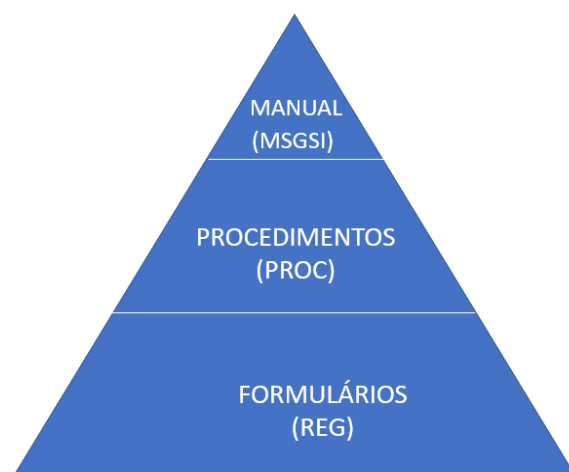 MANUAL
(MSGSI)
PROCEDIMENTOS
(PROC)
FORMULÁRIOS
(REG)